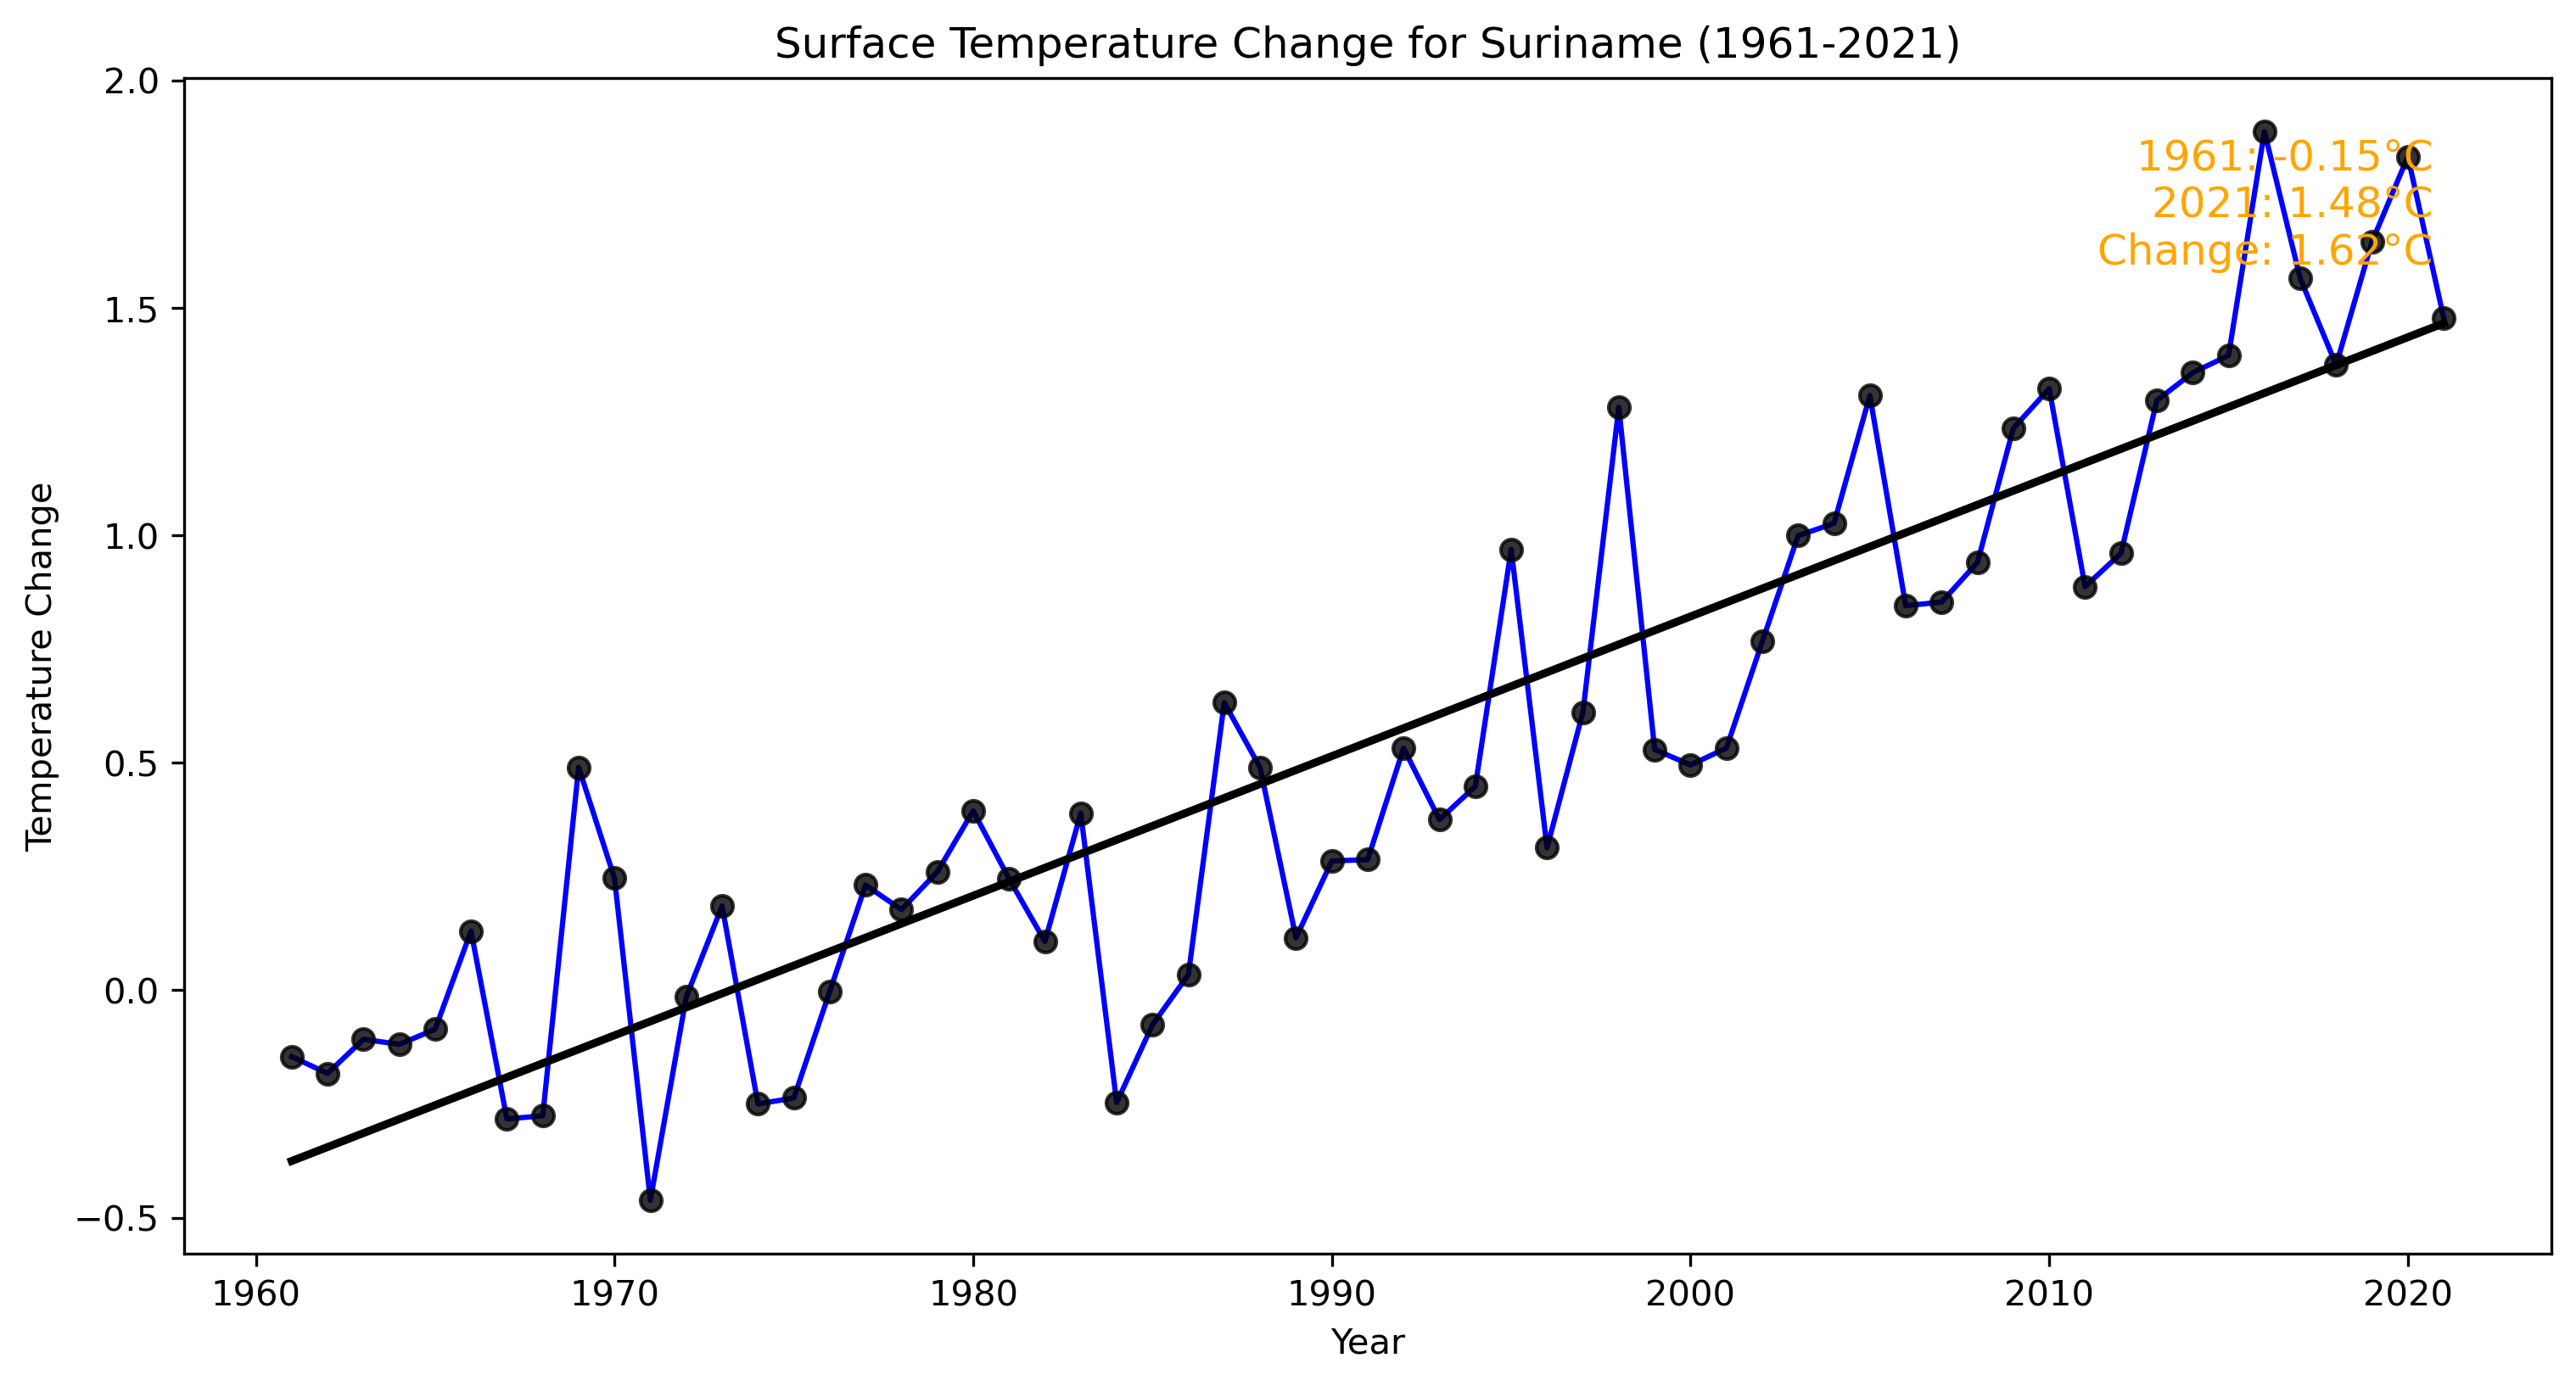 Surface Temperature Change for Suriname (1961-2021)
2.0
1.5
1.0
0.5
0.0
−0.5
Temperature Change
1961: -0.15°C
2021: 1.48°C
Change: 1.62°C
1960 1970 1980 1990 2000 2010 2020
Year